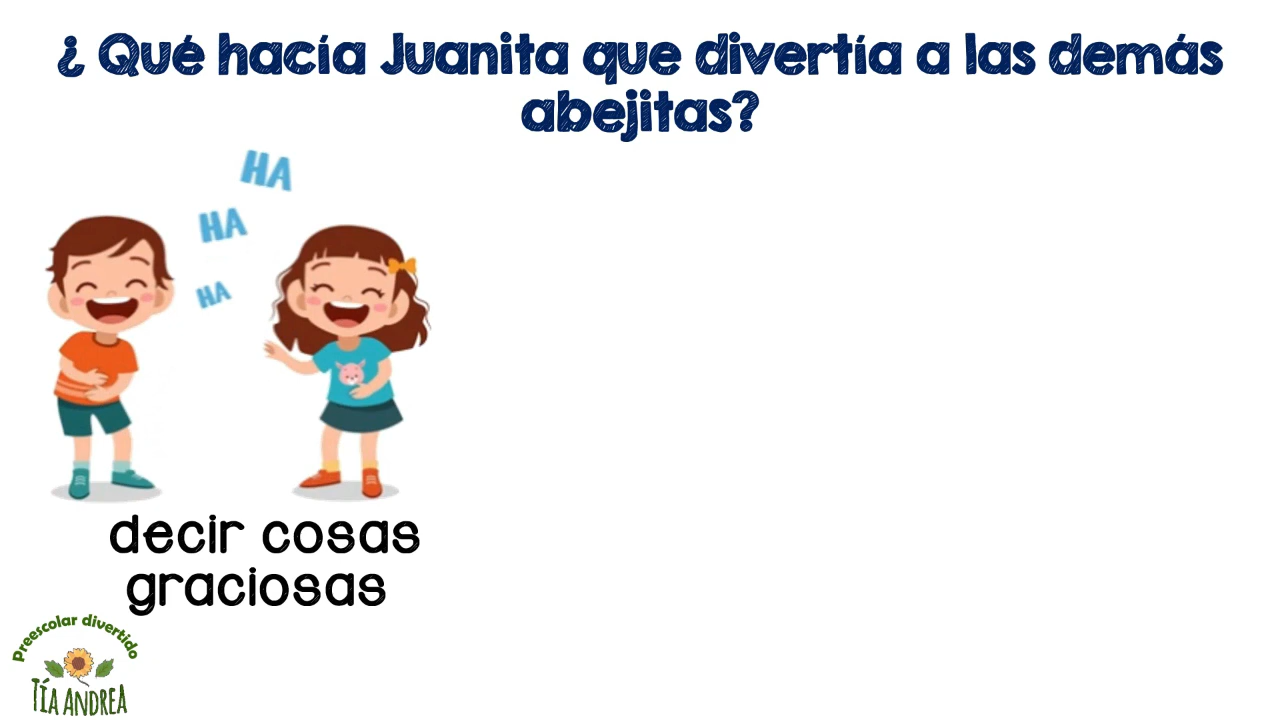 ¿ Qué hacía Juanita que divertía a las demás
abejitas?
HA
HA
HA
decir cosas
graciosas
Preescolar divertido
TÍA ANDREA